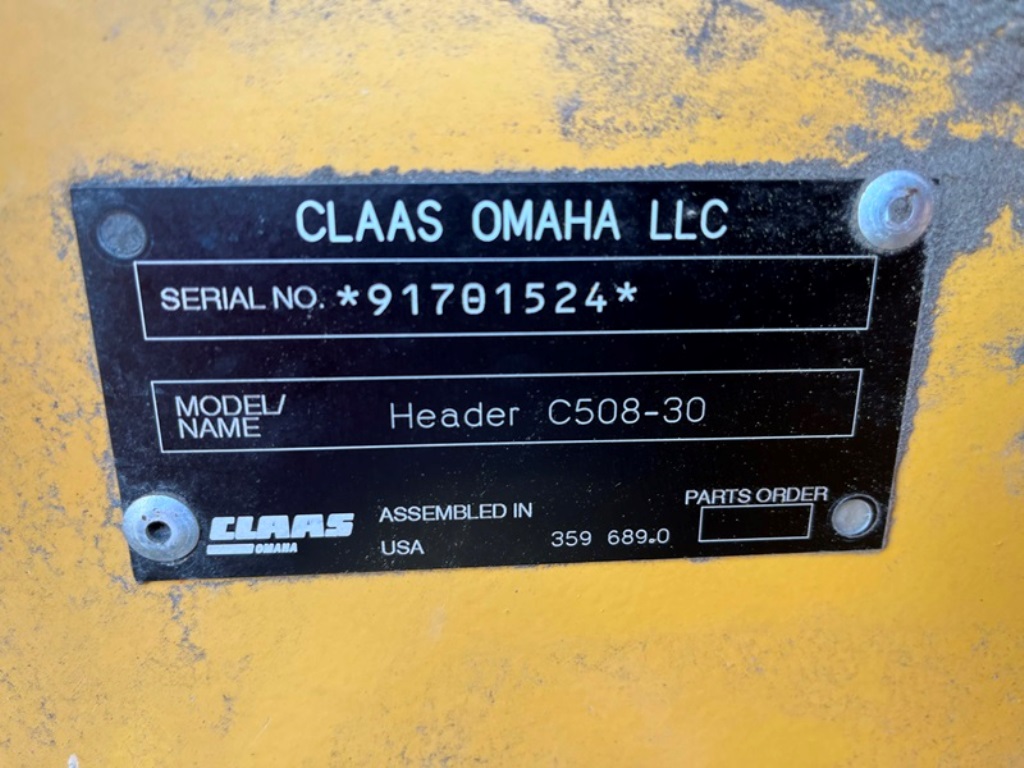 CLAAS OMAHA LLC
SERIAL NO. *91701524*
MODEL/
NAME Header C508-30
CLAAS
OMAHA
ASSEMBLED IN
USA
359 689.0
PARTS ORDER